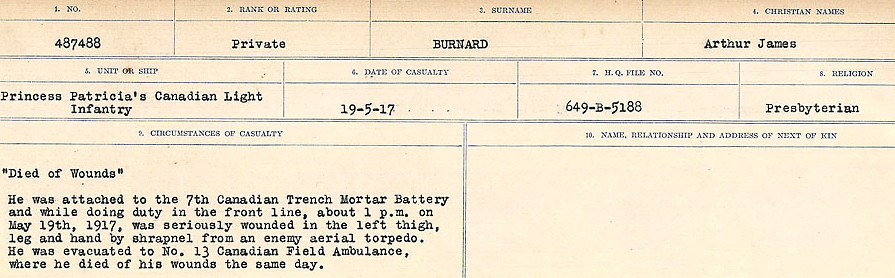 1. NO. 2. RANK OR RATING 3. SURNAME 4. CHRISTIAN NAMES
487488 Private BURNARD Arthur James
5. UNIT OR SHIP 6. DATE OF CASUALTY 7. H.Q. FILE NO. 8. RELIGION
Princess Patricia's Canadian Light
Infantry 19-5-17 649-B-5188 Presbyterian
9. CIRCUMSTANCES OF CASUALTY 10. NAME, RELATIONSHIP AND ADDRESS OF NEXT OF KIN
"Died of Wounds"
He was attached to the 7th Canadian Trench Mortar Battery
and while doing duty in the front line, about 1 p.m. on
May 19th, 1917, was seriously wounded in the left thigh,
leg and hand by shrapnel from an enemy aerial torpedo.
He was evacuated to No. 13 Canadian Field Ambulance,
where he died of his wounds the same day.